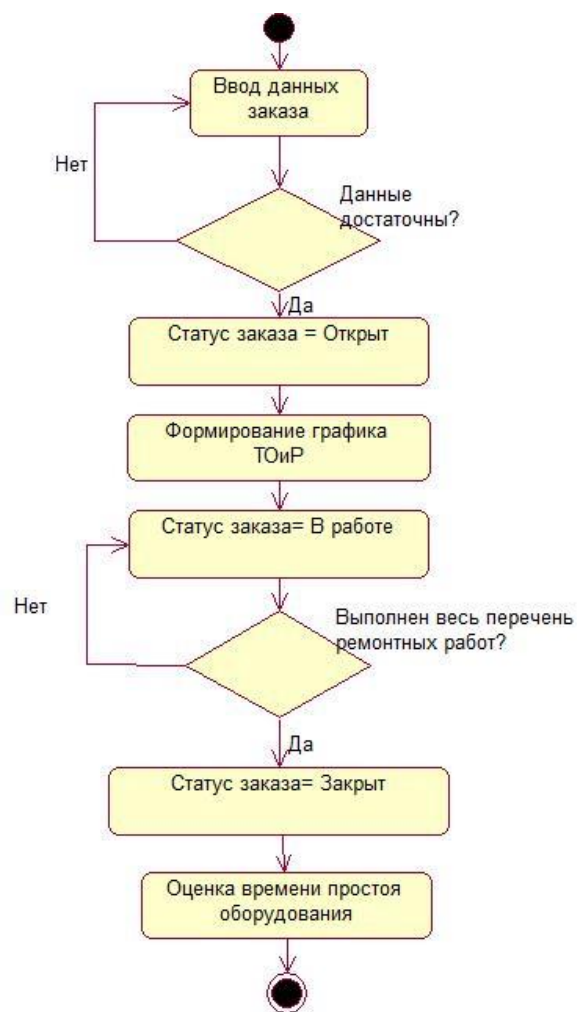 Ввод данных
заказа
Нет
Данные
достаточны?
Да
Статус заказа = Открыт
Формирование графика
ТОиР
Статус заказа= В работе
Нет
Выполнен весь перечень
ремонтных работ?
Да
Статус заказа= Закрыт
Оценка времени простоя
оборудования